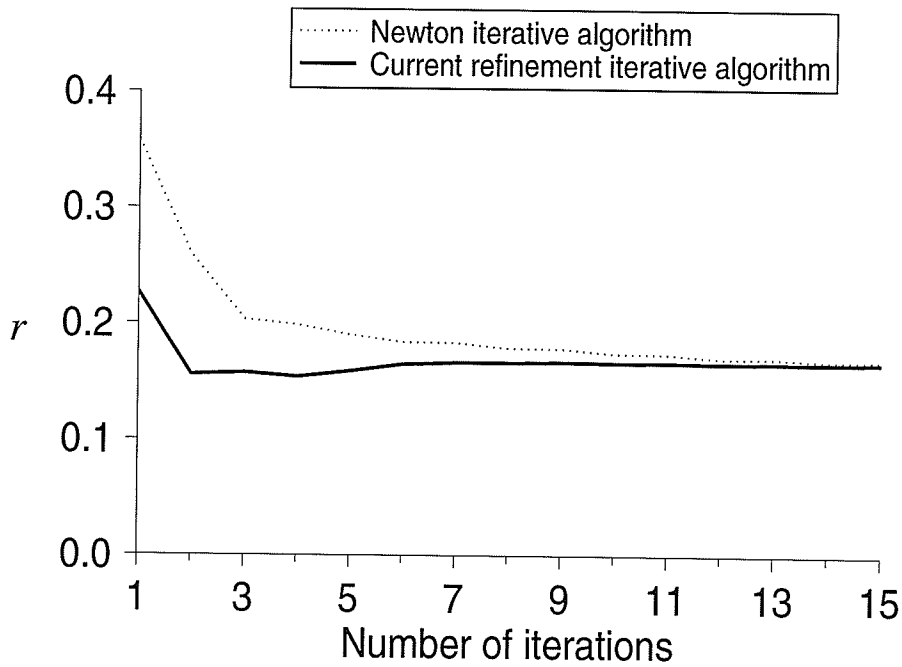 Newton iterative algorithm
Current refinement iterative algorithm
0.4
0.3
0.2
0.1
0.0
r
1 3 5 7 9 11 13 15
Number of iterations